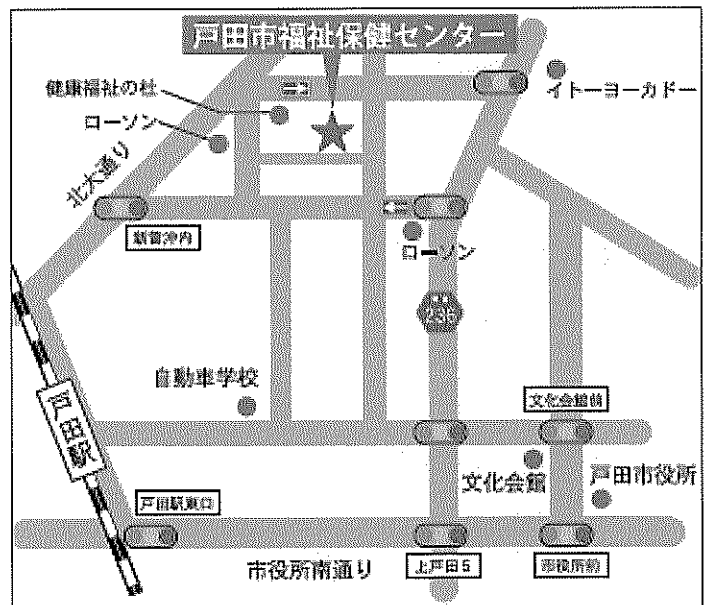 戸田市福祉保健センター
健康福祉の杜
イトーヨーカドー
ローソン
北大通り
新曽沖内
ローソン
自動車学校
文化会館前
戸田駅
文化会館
戸田市役所
戸田駅東口
市役所南通り
上戸田5
市役所前